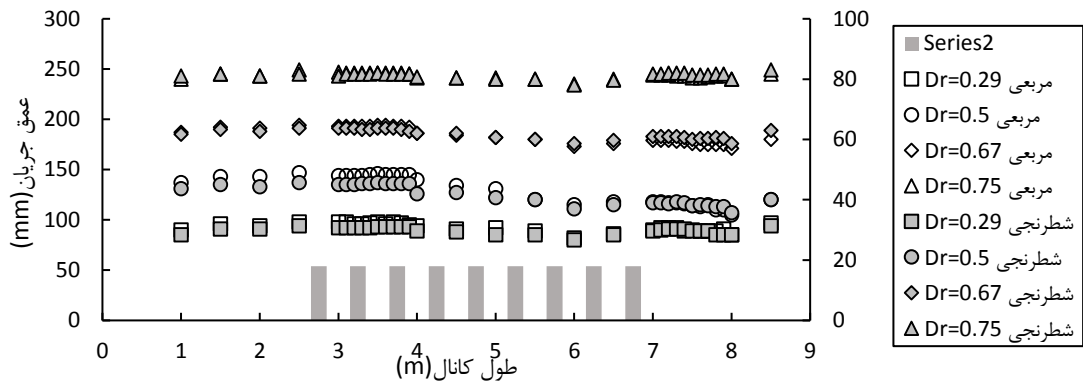 300
250
200
150
100
50
0
عمق جریان(mm)
100
80
60
40
20
0
0 1 2 3 4 5 6 7 8 9
طول کانال(m)
Series2
Dr=0.29 مربعی
Dr=0.5 مربعی
Dr=0.67 مربعی
Dr=0.75 مربعی
Dr=0.29 شطرنجی
Dr=0.5 شطرنجی
Dr=0.67 شطرنجی
Dr=0.75 شطرنجی